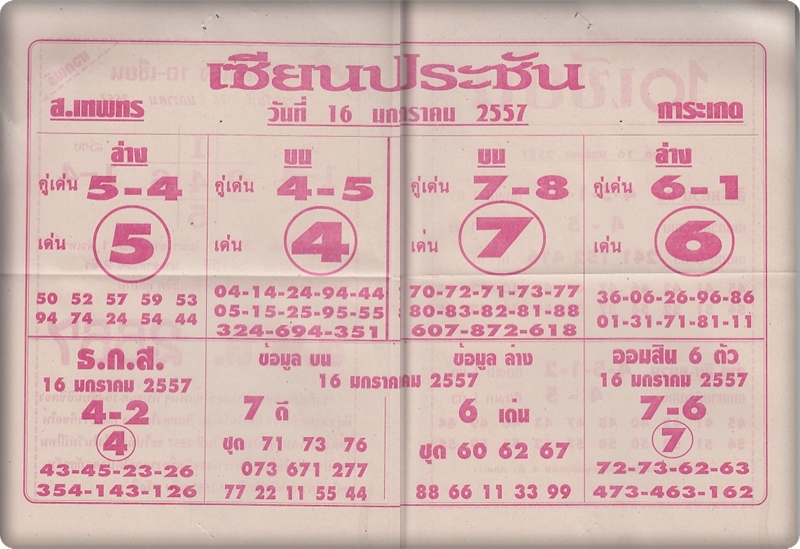 เซียนประชัน
ส.เทพทร
วันที่ 16 มกราคม 2557
การะเกด
ล่าง
คู่เด่น 5-4
เด่น 5
50 52 57 59 53
94 74 24 54 44
บน
คู่เด่น 4-5
เด่น 4
04-14-24-94-44
05-15-25-95-55
324-694-351
บน
คู่เด่น 7-8
เด่น 7
70-72-71-73-77
80-83-82-81-88
607-872-618
ล่าง
คู่เด่น 6-1
เด่น 6
36-06-26-96-86
01-31-71-81-11
ธ.ก.ส.
16 มกราคม 2557
4-2
4
43-45-23-26
354-143-126
ข้อมูล บน
ข้อมูล ล่าง
16 มกราคม 2557
7 ดี
ชุด 71 73 76
073 671 277
77 22 11 55 44
6 เด่น
ชุด 60 62 67
88 66 11 33 99
ออมสิน 6 ตัว
16 มกราคม 2557
7-6
7
72-73-62-63
473-463-162